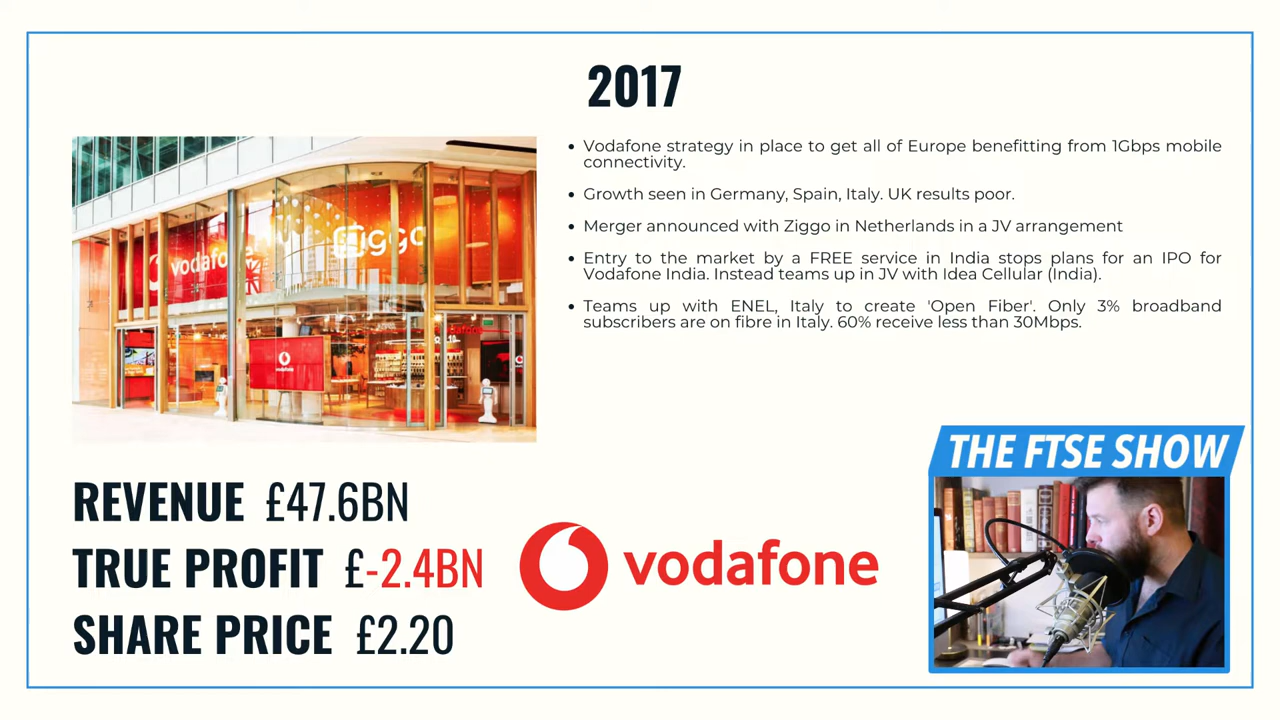 2017
• Vodafone strategy in place to get all of Europe benefitting from 1Gbps mobile
connectivity.
• Growth seen in Germany, Spain, Italy. UK results poor.
• Merger announced with Ziggo in Netherlands in a JV arrangement
• Entry to the market by a FREE service in India stops plans for an IPO for
Vodafone India. Instead teams up in JV with Idea Cellular (India).
• Teams up with ENEL, Italy to create 'Open Fiber'. Only 3% broadband
subscribers are on fibre in Italy. 60% receive less than 30Mbps.
vodafone
Ziggo
vodafone
REVENUE £47.6BN
TRUE PROFIT £-2.4BN
SHARE PRICE £2.20
vodafone
THE FTSE SHOW